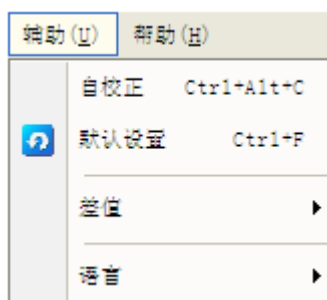 辅助(U) 帮助(H)
自校正 Ctrl+Alt+C
默认设置 Ctrl+F
差值
语言